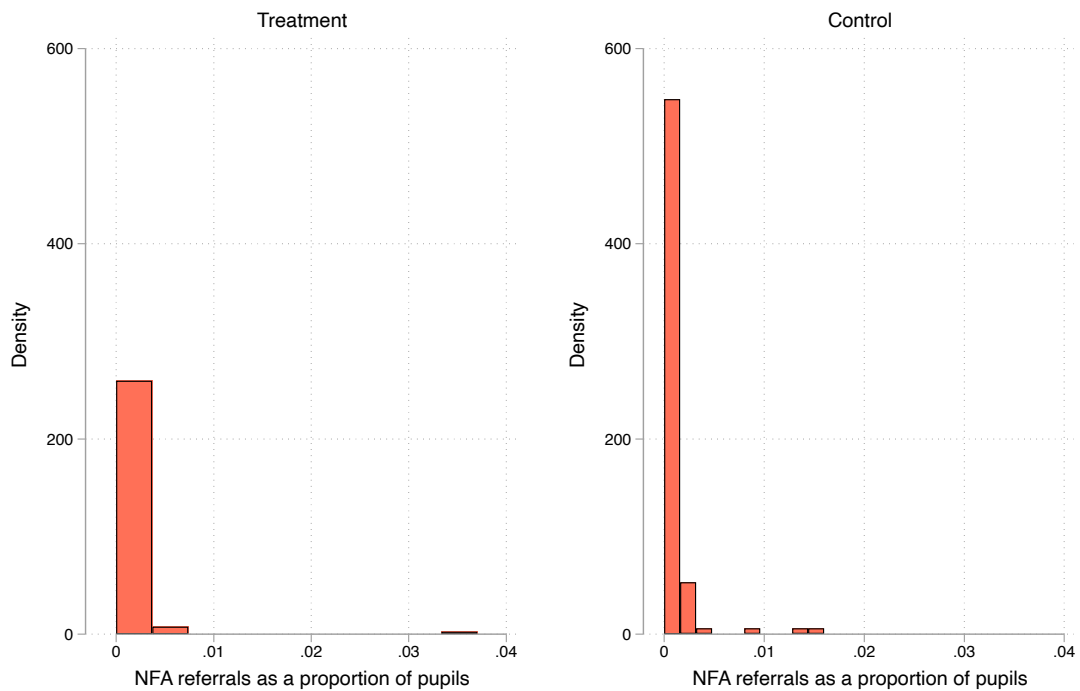 Treatment
600
400
200
0
Density
0 .01 .02 .03 .04
NFA referrals as a proportion of pupils
Control
600
400
200
0
Density
0 .01 .02 .03 .04
NFA referrals as a proportion of pupils